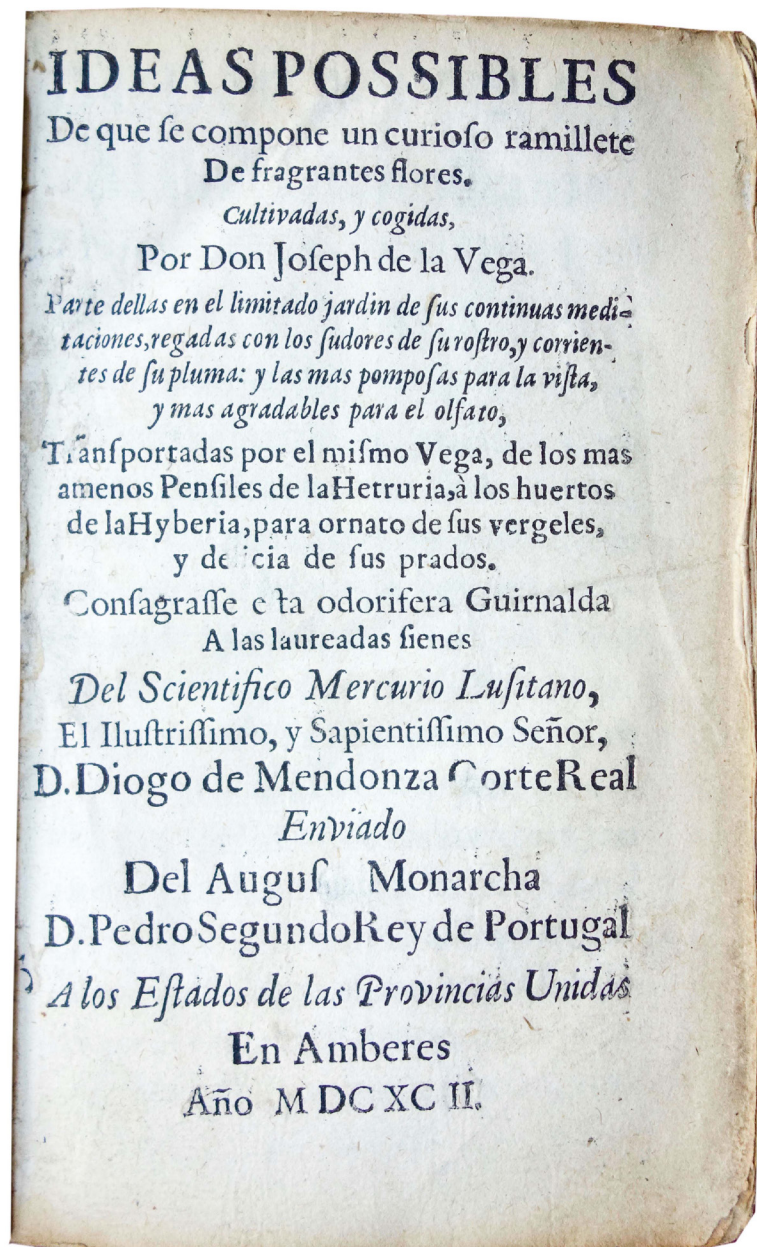 IDEAS POSSIBLES
De que ſe compone un curioſo ramillete
De fragrantes flores.
Cultivadas, y cogidas,
Por Don Joſeph de la Vega.
Parte dellas en el limitado jardin de ſus continuas medi-
taciones, regadas con los ſudores de ſu roſtro, y corrien-
tes de ſu pluma: y las mas pompoſas para la viſta,
y mas agradables para el olfato,
Tranſportadas por el miſmo Vega, de los mas
amenos Penſiles de la Hetruria, à los huertos
de la Hyberia, para ornato de ſus vergeles,
y de icia de ſus prados.
Conſagraſſe e ta odorifera Guirnalda
A las laureadas ſienes
Del Scientifico Mercurio Luſitano,
El Iluſtriſſimo, y Sapientiſſimo Señor,
D. Diogo de Mendonza Corte Real
Enviado
Del Auguſ Monarcha
D. Pedro Segundo Rey de Portugal
A los Eſtados de las Provincias Unidas
En Amberes
Año M DC XC II.